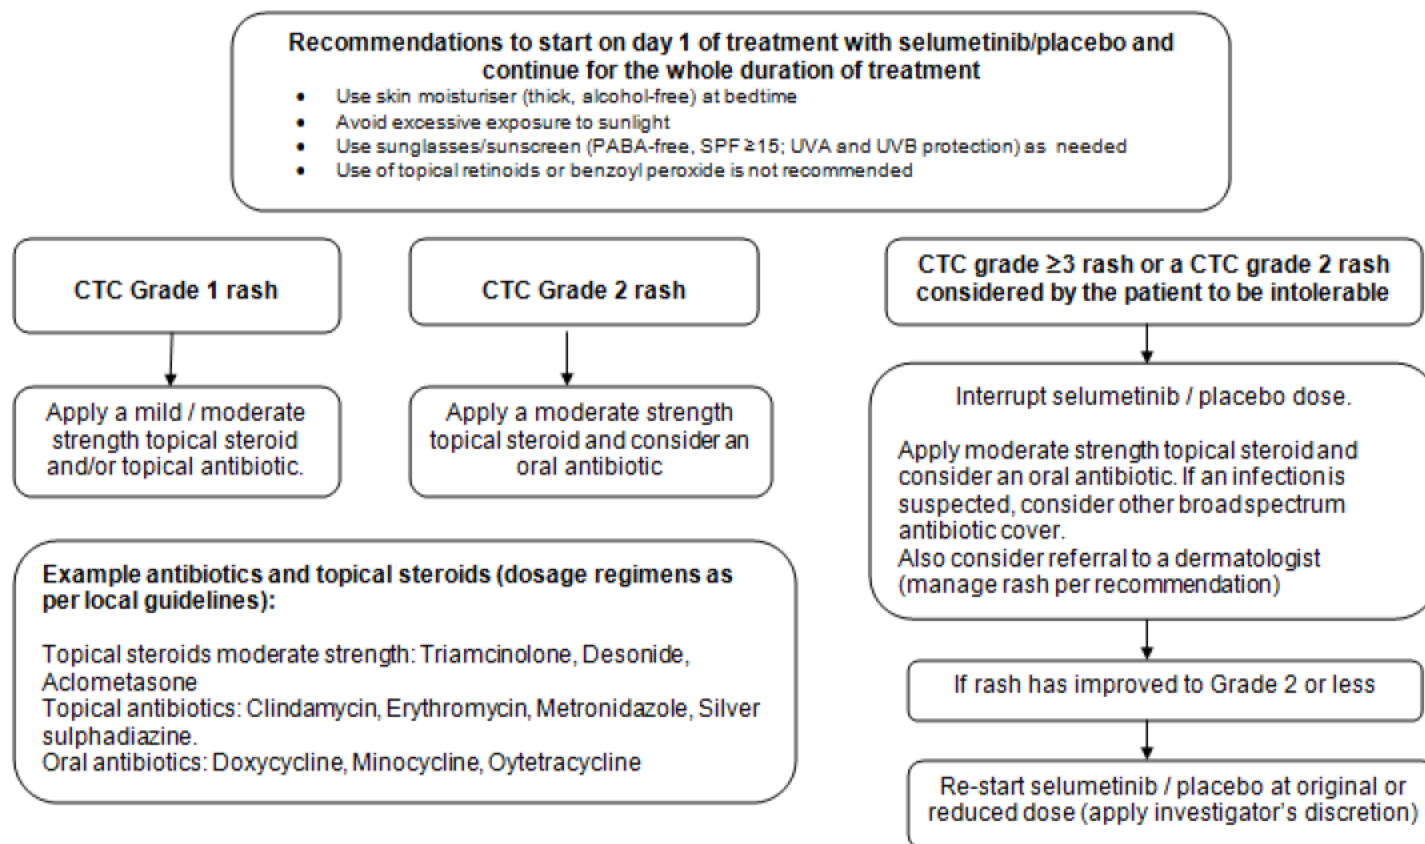 Recommendations to start on day 1 of treatment with selumetinib/placebo and
continue for the whole duration of treatment
• Use skin moisturiser (thick, alcohol-free) at bedtime
• Avoid excessive exposure to sunlight
• Use sunglasses/sunscreen (PABA-free, SPF ≥15; UVA and UVB protection) as needed
• Use of topical retinoids or benzoyl peroxide is not recommended
CTC Grade 1 rash
Apply a mild / moderate
strength topical steroid
and/or topical antibiotic.
CTC Grade 2 rash
Apply a moderate strength
topical steroid and consider an
oral antibiotic
Example antibiotics and topical steroids (dosage regimens as
per local guidelines):
Topical steroids moderate strength: Triamcinolone, Desonide,
Aclometasone
Topical antibiotics: Clindamycin, Erythromycin, Metronidazole, Silver
sulphadiazine.
Oral antibiotics: Doxycycline, Minocycline, Oytetracycline
CTC grade ≥3 rash or a CTC grade 2 rash
considered by the patient to be intolerable
Interrupt selumetinib / placebo dose.
Apply moderate strength topical steroid and
consider an oral antibiotic. If an infection is
suspected, consider other broad spectrum
antibiotic cover.
Also consider referral to a dermatologist
(manage rash per recommendation)
If rash has improved to Grade 2 or less
Re-start selumetinib / placebo at original or
reduced dose (apply investigator's discretion)